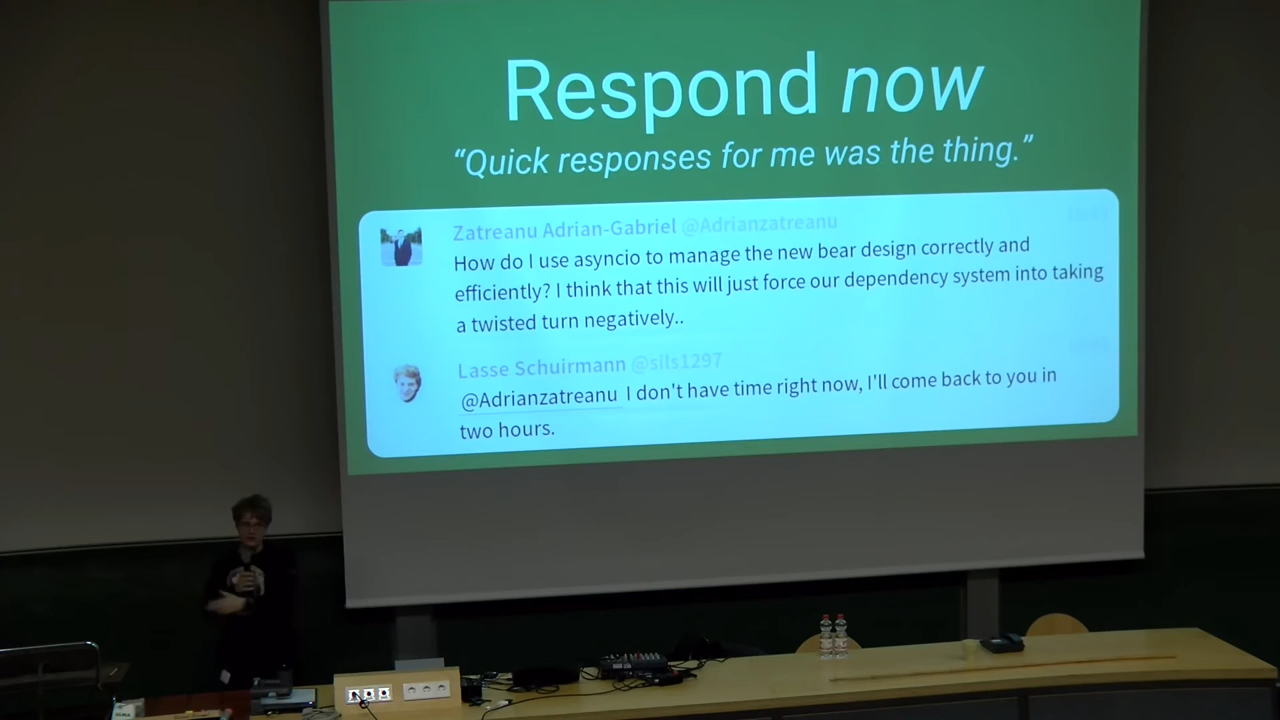 Respond now
“Quick responses for me was the thing.”
Zatreanu Adrian-Gabriel @Adrianzatreanu
How do I use asyncio to manage the new bear design correctly and
efficiently? I think that this will just force our dependency system into taking
a twisted turn negatively..
Lasse Schuirmann @sils1297
@Adrianzatreanu I don't have time right now, I'll come back to you in
two hours.